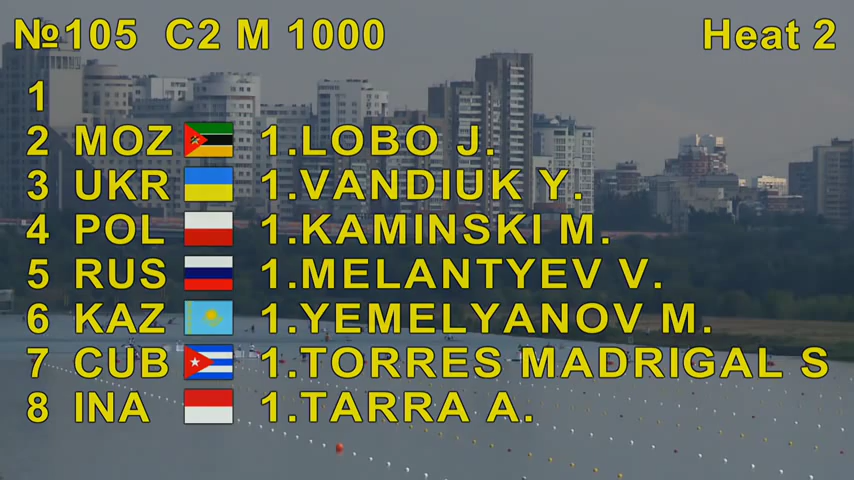 №105 C2 M 1000 Heat 2
1
2 MOZ 1.LOBO J.
3 UKR 1.VANDIUK Y.
4 POL 1.KAMINSKI M.
5 RUS 1.MELANTYEV V.
6 KAZ 1.YEMELYANOV M.
7 CUB 1.TORRES MADRIGAL S
8 INA 1.TARRA A.